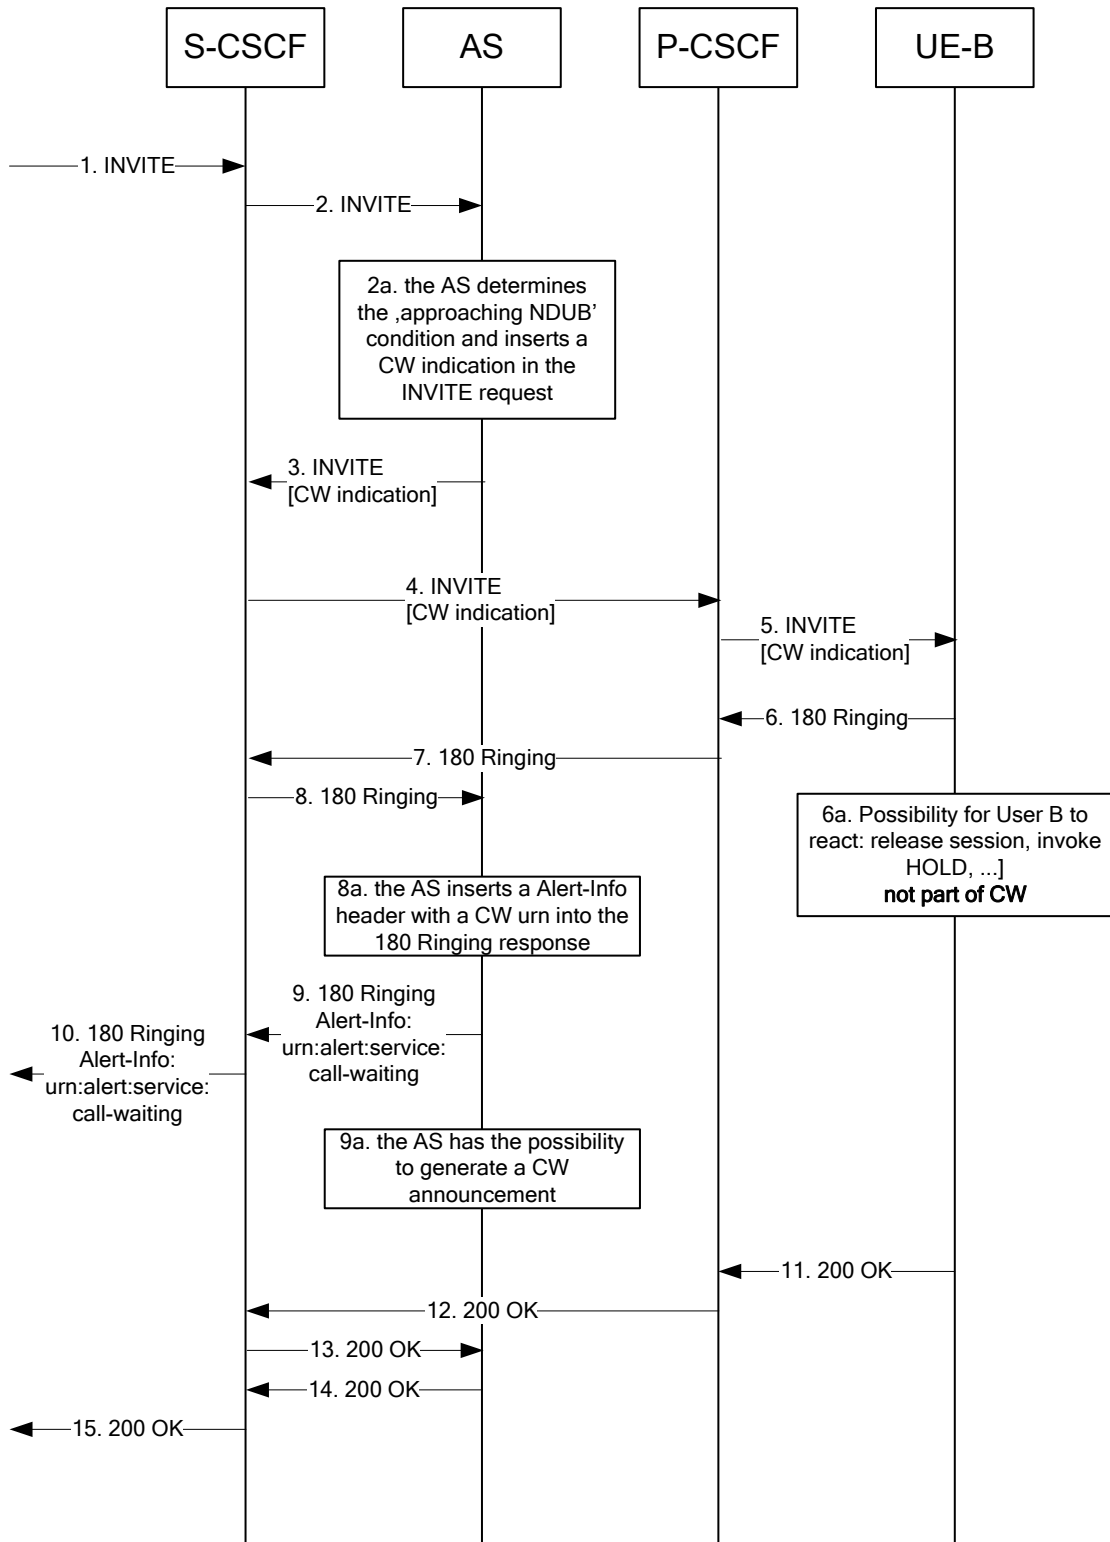 S-CSCF
AS
P-CSCF
UE-B
1. INVITE
2. INVITE
2a. the AS determines
the ‚approaching NDUB’
condition and inserts a
CW indication in the
INVITE request
3. INVITE
[CW indication]
4. INVITE
[CW indication]
5. INVITE
[CW indication]
6. 180 Ringing
7. 180 Ringing
8. 180 Ringing
6a. Possibility for User B to
react: release session, invoke
HOLD, ...]
not part of CW
8a. the AS inserts a Alert-Info
header with a CW urn into the
180 Ringing response
9. 180 Ringing
Alert-Info:
urn:alert:service:
call-waiting
10. 180 Ringing
Alert-Info:
urn:alert:service:
call-waiting
9a. the AS has the possibility
to generate a CW
announcement
11. 200 OK
12. 200 OK
13. 200 OK
14. 200 OK
15. 200 OK